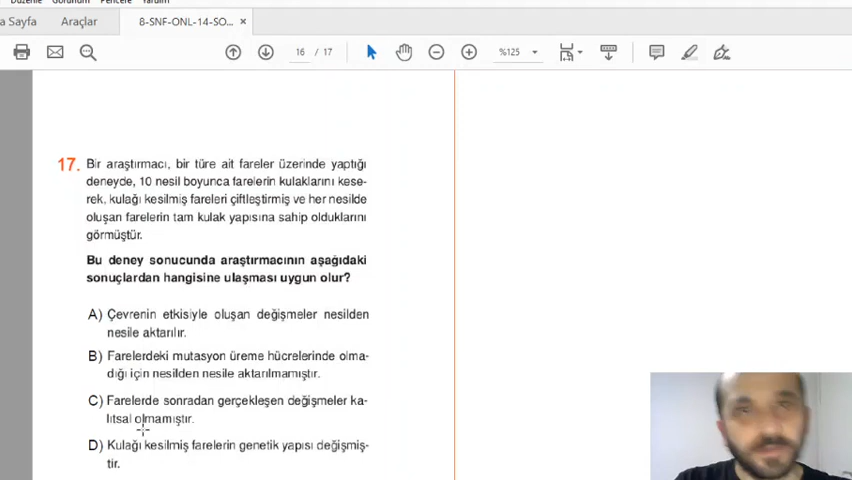 Düzenle Görünüm Pencere Yardım
a Sayfa Araçlar 8-SNF-ONL-14-SO... ×
16 / 17 %125
17. Bir araştırmacı, bir türe ait fareler üzerinde yaptığı
deneyde, 10 nesil boyunca farelerin kulaklarını kese-
rek, kulağı kesilmiş fareleri çiftleştirmiş ve her nesilde
oluşan farelerin tam kulak yapısına sahip olduklarını
görmüştür.
Bu deney sonucunda araştırmacının aşağıdaki
sonuçlardan hangisine ulaşması uygun olur?
A) Çevrenin etkisiyle oluşan değişmeler nesilden
nesile aktarılır.
B) Farelerdeki mutasyon üreme hücrelerinde olma-
dığı için nesilden nesile aktarılmamıştır.
C) Farelerde sonradan gerçekleşen değişmeler ka-
lıtsal olmamıştır.
D) Kulağı kesilmiş farelerin genetik yapısı değişmiş-
tir.